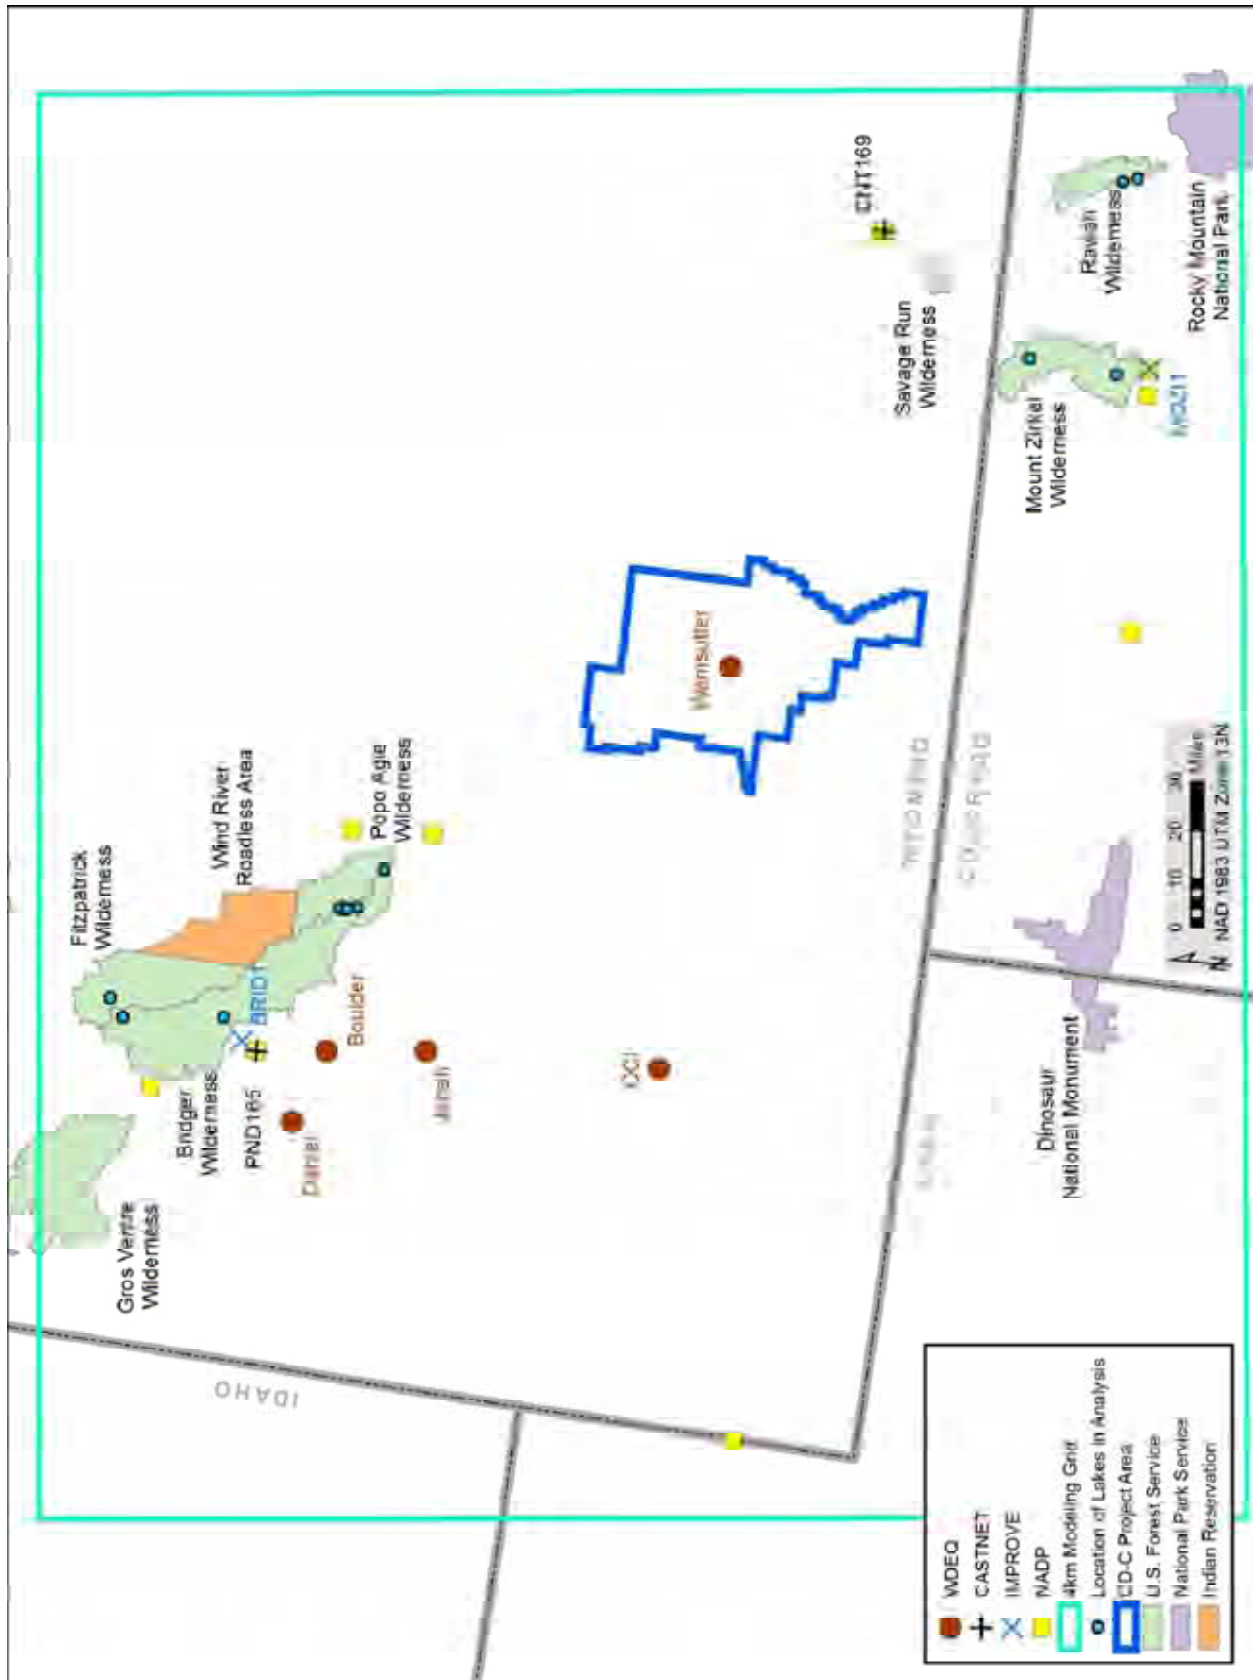 Gros Ventre
Wilderness
Fitzpatrick
Wilderness
Wind River
Roadless Area
Bridger
Wilderness
BRID1
PND165
Popo Agie
Wilderness
Daniel
Boulder
Jonah
IDAHO
OCI
Wamsutter
CNT169
Savage Run
Wilderness
WYOMING
COLORADO
UTAH
Mount Zirkel
Wilderness
MOZI1
Rawah
Wilderness
Rocky Mountain
National Park
Dinosaur
National Monument
WDEQ
CASTNET
IMPROVE
NADP
4km Modeling Grid
Location of Lakes in Analysis
CD-C Project Area
U.S. Forest Service
National Park Service
Indian Reservation
0 10 20 30
Miles
N
NAD 1983 UTM Zone 13N